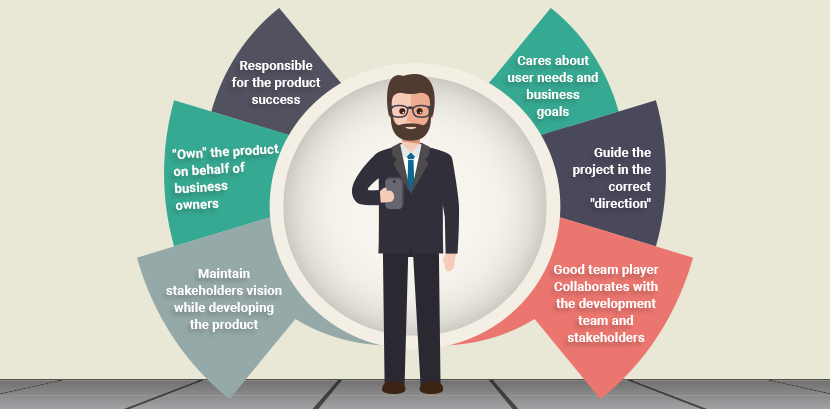 Responsible
for the product
success
"Own" the product
on behalf of
business
owners
Maintain
stakeholders vision
while developing
the product
Cares about
user needs and
business
goals
Guide the
project in the
correct
"direction"
Good team player
Collaborates with
the development
team and
stakeholders